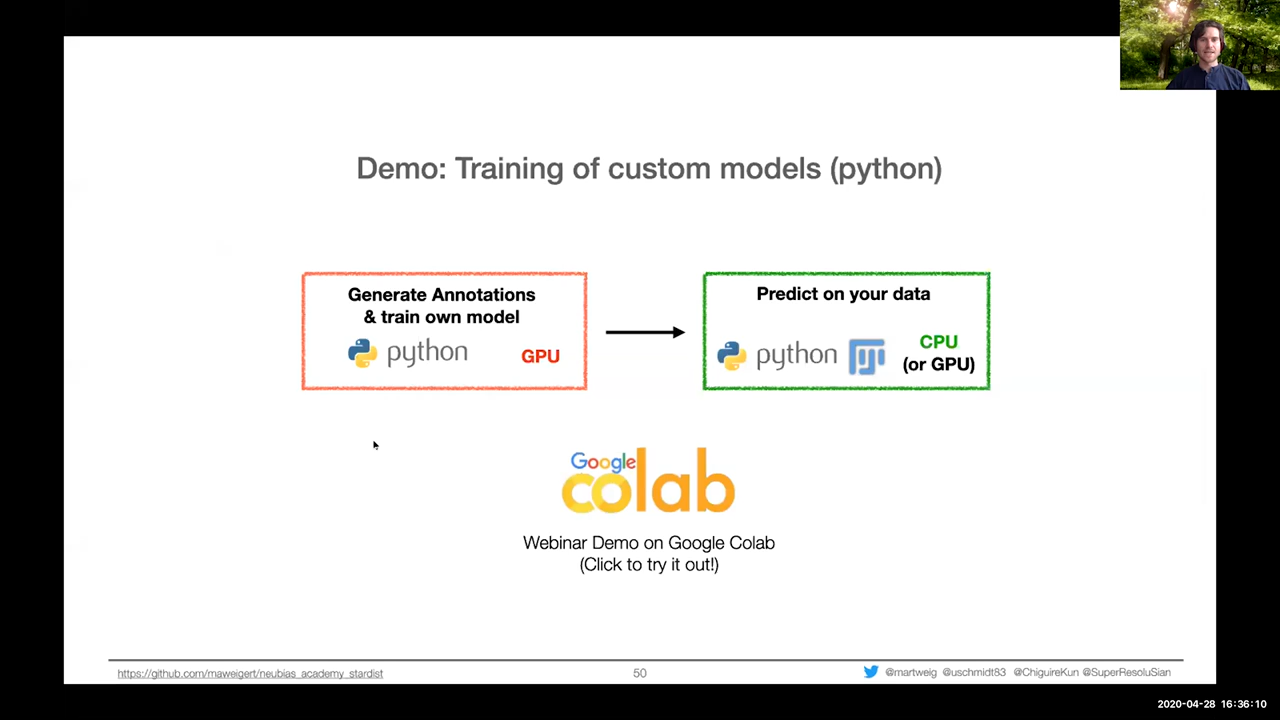 Demo: Training of custom models (python)
Generate Annotations
& train own model
python
GPU
Predict on your data
python
CPU
(or GPU)
Google
colab
Webinar Demo on Google Colab
(Click to try it out!)
https://github.com/maweigert/neubias_academy_stardist
50
@martweig @uschmidt83 @ChiguireKun @SuperResoluSian
2020-04-28 16:36:10